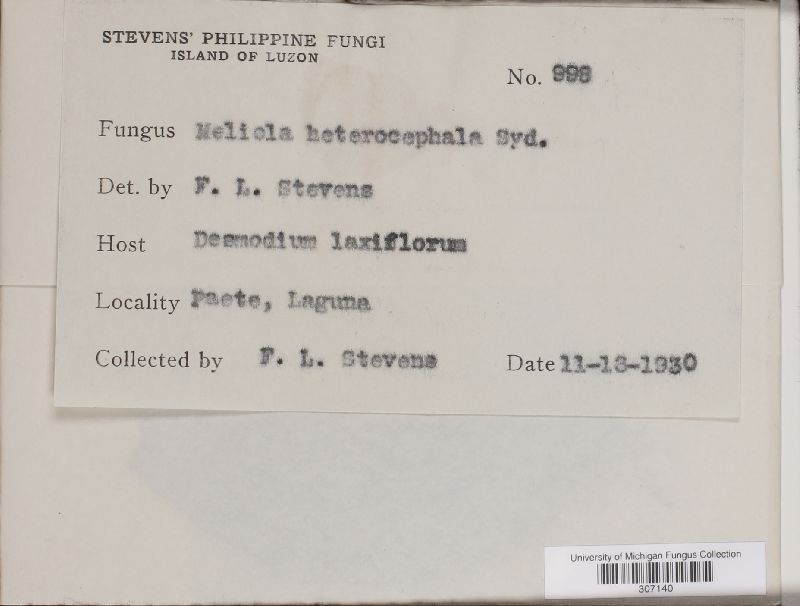 STEVENS' PHILIPPINE FUNGI
ISLAND OF LUZON
No. 998
Fungus Meliola heterocephala Syd.
Det. by F. L. Stevens
Host Desmodium laxiflorum
Locality Paete, Laguna
Collected by F. L. Stevens Date 11-18-1930
University of Michigan Fungus Collection
307140